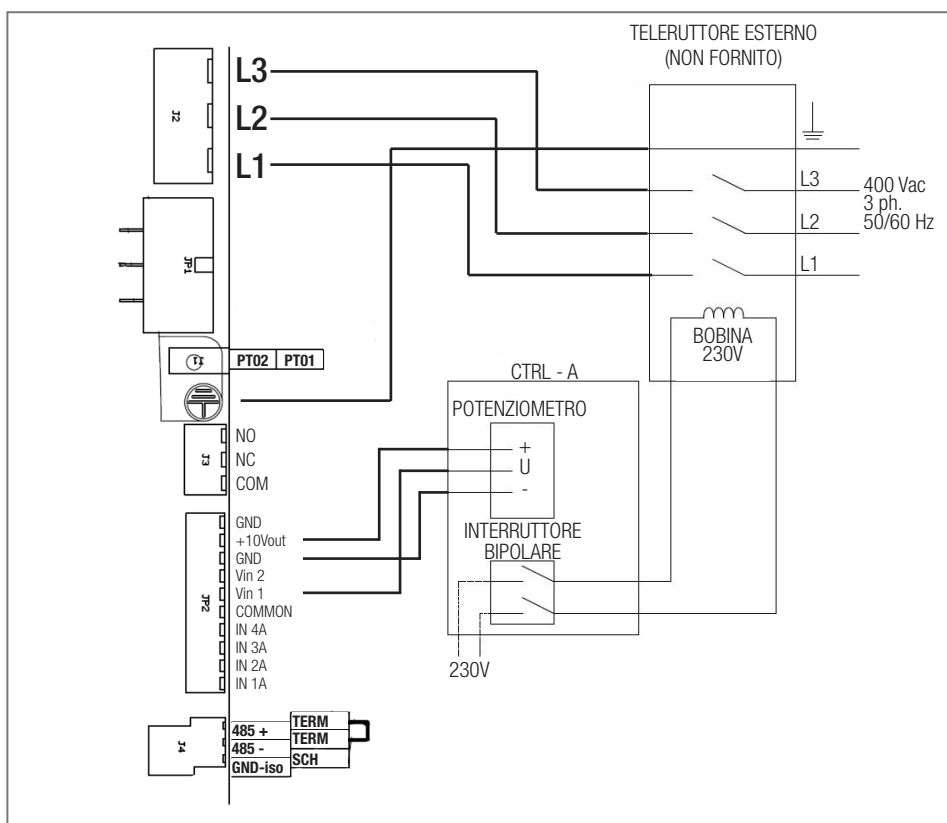 TELERUTTORE ESTERNO
(NON FORNITO)
J2
L3
L2
L1
L3
L2
L1
400 Vac
3 ph.
50/60 Hz
JP1
BOBINA
230V
J1
PT02 PT01
CTRL - A
POTENZIOMETRO
+
U
-
J3
NO
NC
COM
INTERRUTTORE
BIPOLARE
230V
JP2
GND
+10Vout
GND
Vin 2
Vin 1
COMMON
IN 4A
IN 3A
IN 2A
IN 1A
J4
485 + TERM
485 - TERM
GND-iso SCH